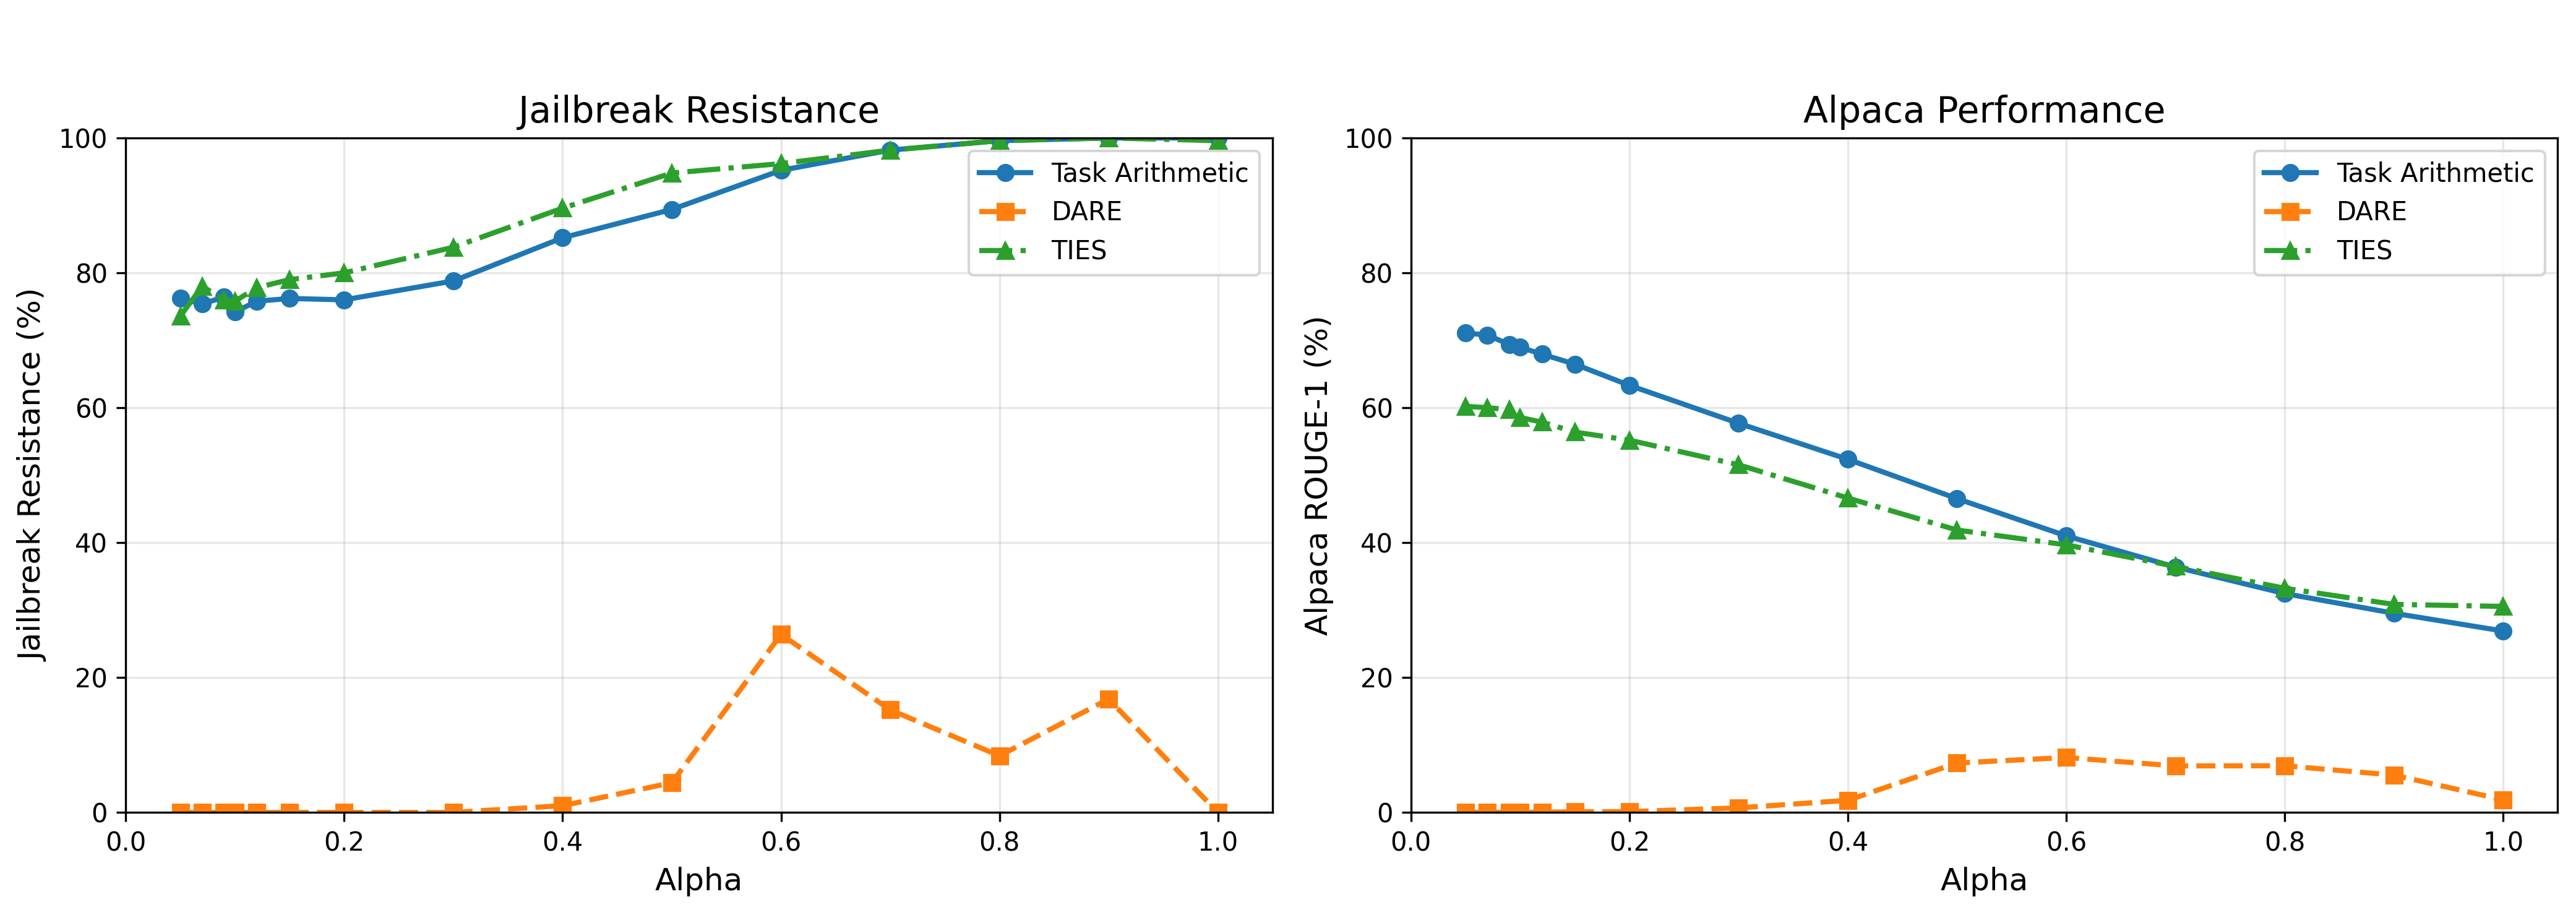 Jailbreak Resistance
Jailbreak Resistance (%)
100
80
60
40
20
0
0.0 0.2 0.4 0.6 0.8 1.0
Alpha
Task Arithmetic
DARE
TIES
Alpaca Performance
Alpaca ROUGE-1 (%)
100
80
60
40
20
0
0.0 0.2 0.4 0.6 0.8 1.0
Alpha
Task Arithmetic
DARE
TIES